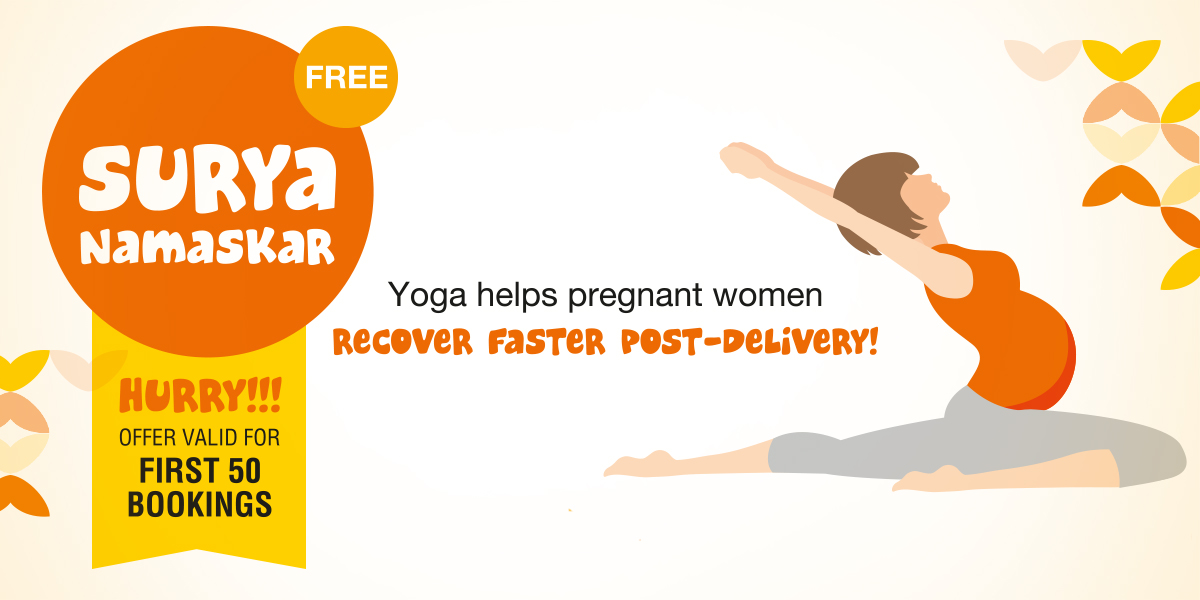 FREE
SURYa
NamaSKaR
Yoga helps pregnant women
ReCOVeR FaSTeR POST-DeLiVeRY!
HURRY!!!
OFFER VALID FOR
FIRST 50
BOOKINGS